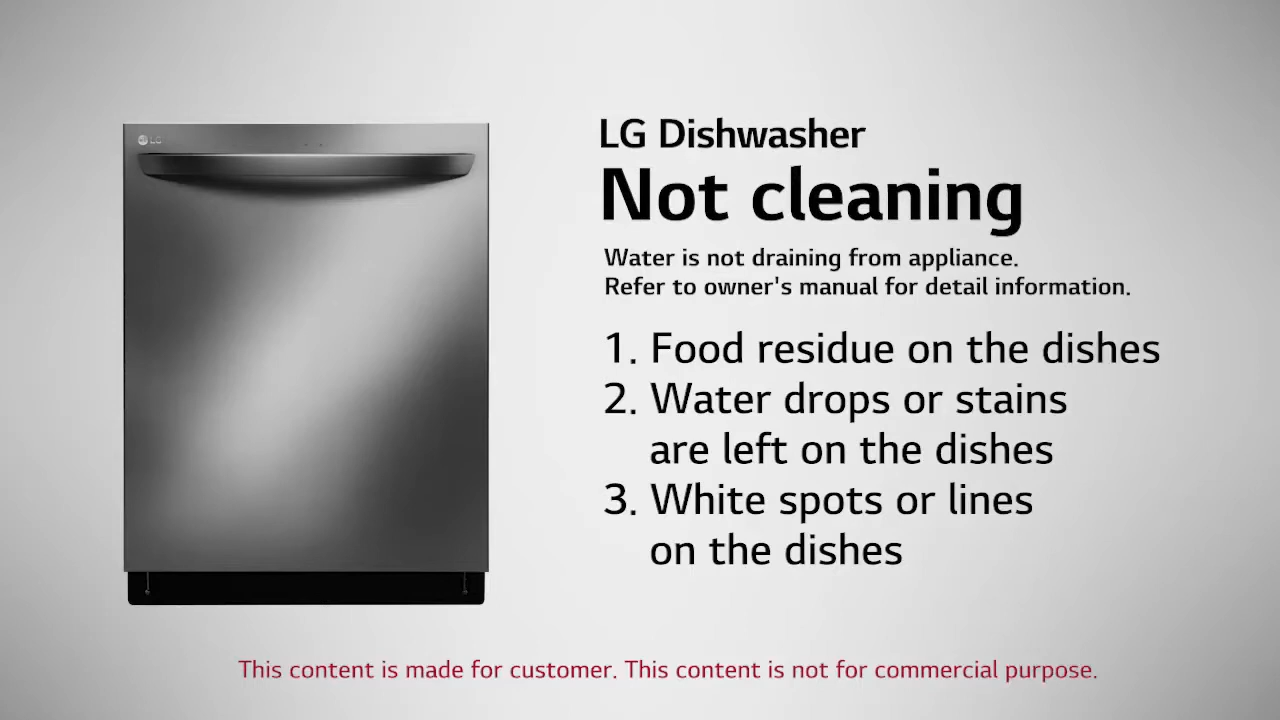 LG
LG Dishwasher
Not cleaning
Water is not draining from appliance.
Refer to owner's manual for detail information.
1. Food residue on the dishes
2. Water drops or stains
are left on the dishes
3. White spots or lines
on the dishes
This content is made for customer. This content is not for commercial purpose.